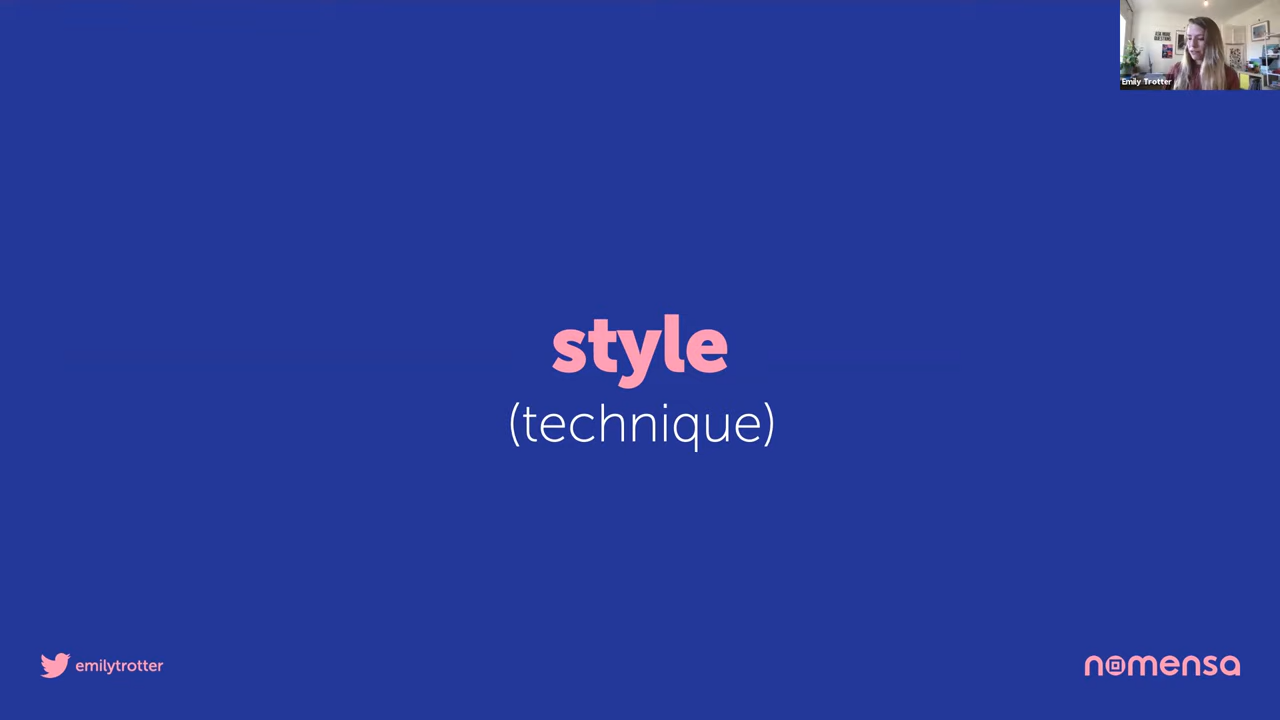 Emily Trotter
style
(technique)
emilytrotter
nomensa